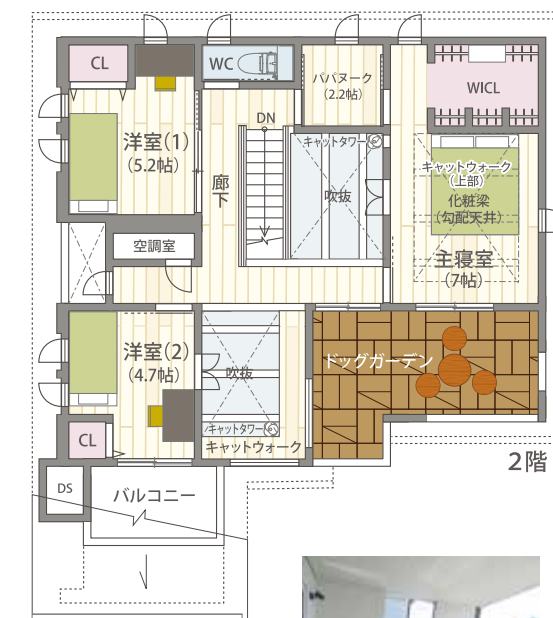 CL
WC
パパヌーク
(2.2帖)
WICL
DN
洋室(1)
(5.2帖)
廊下
キャットタワー
吹抜
キャットウォーク
(上部)
化粧梁
(勾配天井)
主寝室
(7帖)
空調室
洋室(2)
(4.7帖)
吹抜
ドッグガーデン
キャットタワー
キャットウォーク
CL
DS
バルコニー
2階